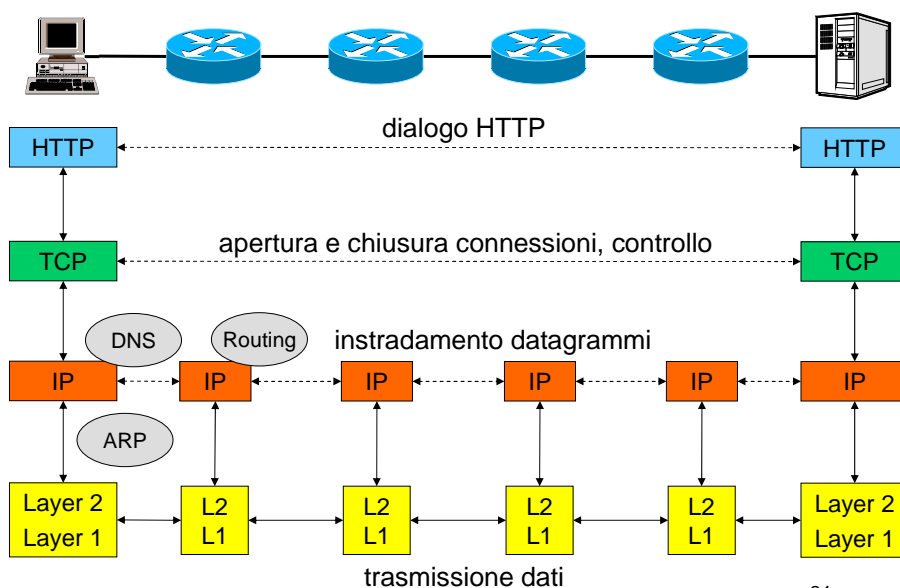 dialogo HTTP
HTTP
HTTP
apertura e chiusura connessioni, controllo
TCP
TCP
DNS
Routing
instradamento datagrammi
IP
IP
IP
IP
IP
IP
ARP
Layer 2
Layer 1
L2
L1
L2
L1
L2
L1
L2
L1
Layer 2
Layer 1
trasmissione dati